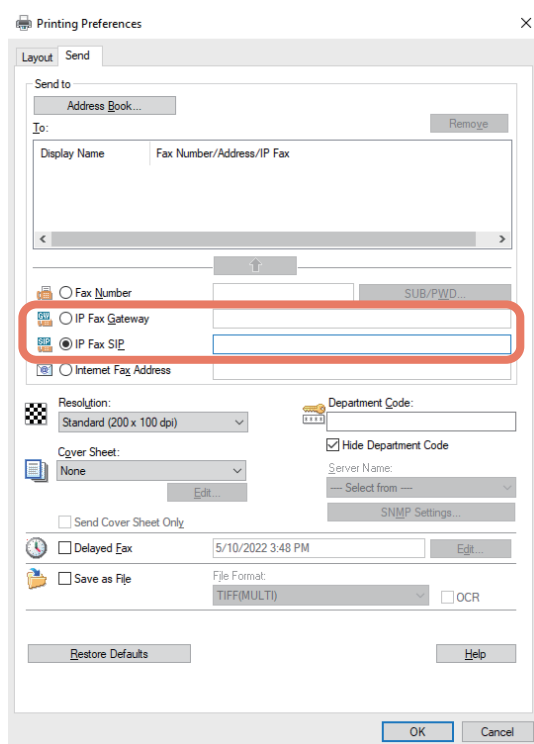 Printing Preferences
Layout Send
Send to
Address Book...
To:
Remove
Display Name Fax Number/Address/IP Fax
Fax Number SUB/PWD...
GW IP Fax Gateway
SIP IP Fax SIP
@ Internet Fax Address
Resolution:
Standard (200 x 100 dpi)
Department Code:
Hide Department Code
Cover Sheet:
None
Edit...
Server Name:
--- Select from ---
Send Cover Sheet Only
SNMP Settings...
Delayed Fax 5/10/2022 3:48 PM Edit...
Save as File
File Format:
TIFF(MULTI) OCR
Restore Defaults Help
OK Cancel